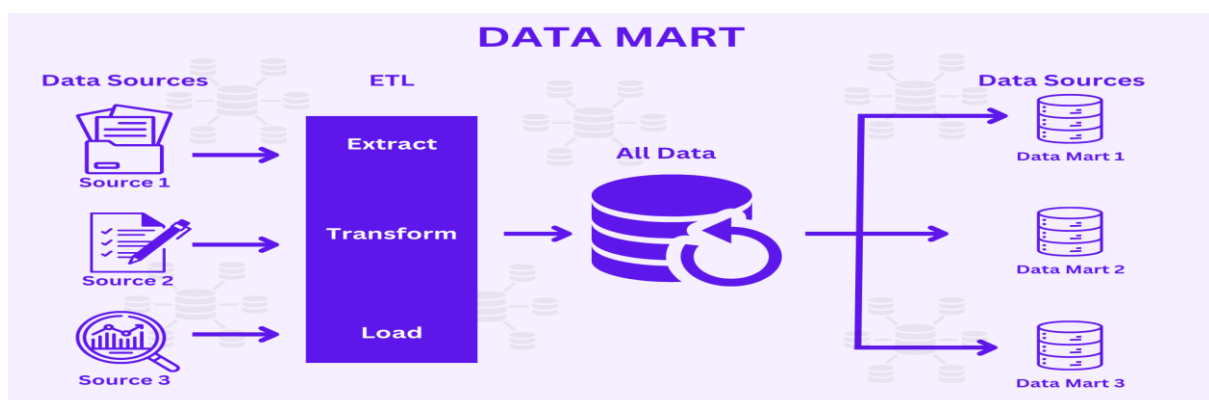 DATA MART
Data Sources
ETL
Data Sources
Source 1
Source 2
Source 3
Extract
Transform
Load
All Data
Data Mart 1
Data Mart 2
Data Mart 3